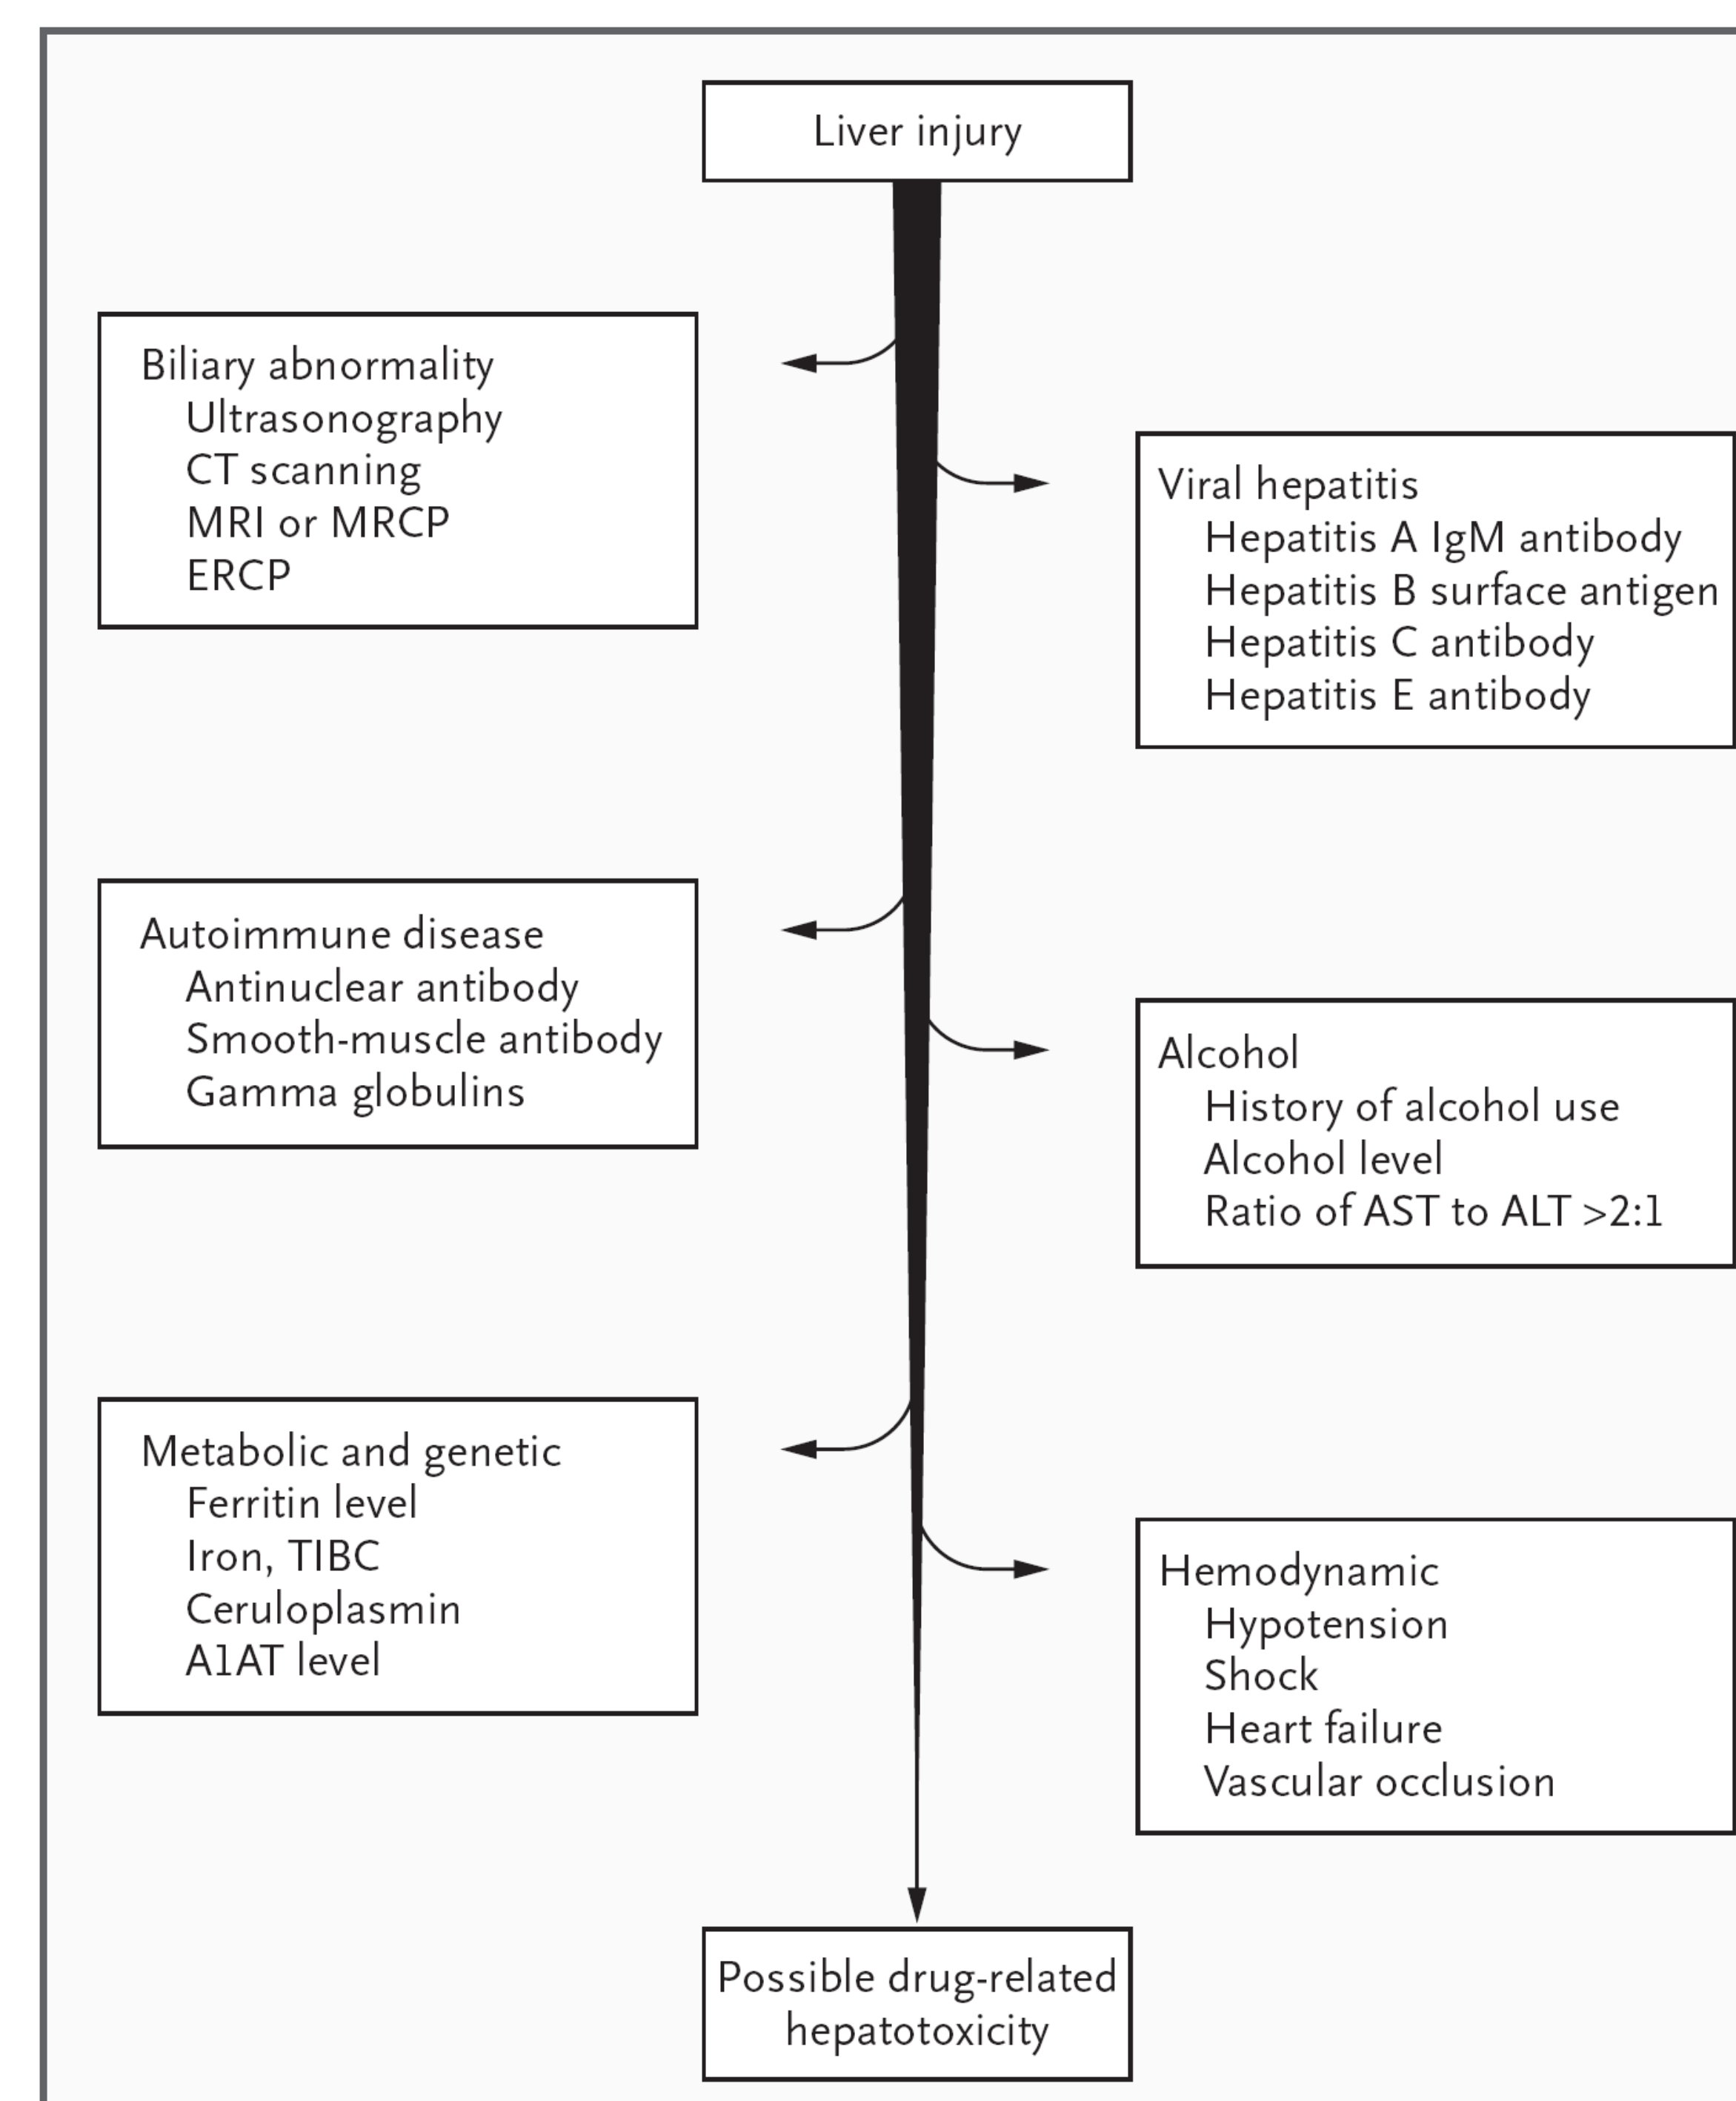 Liver injury
Biliary abnormality
Ultrasonography
CT scanning
MRI or MRCP
ERCP
Viral hepatitis
Hepatitis A IgM antibody
Hepatitis B surface antigen
Hepatitis C antibody
Hepatitis E antibody
Autoimmune disease
Antinuclear antibody
Smooth-muscle antibody
Gamma globulins
Alcohol
History of alcohol use
Alcohol level
Ratio of AST to ALT >2:1
Metabolic and genetic
Ferritin level
Iron, TIBC
Ceruloplasmin
A1AT level
Hemodynamic
Hypotension
Shock
Heart failure
Vascular occlusion
Possible drug-related
hepatotoxicity